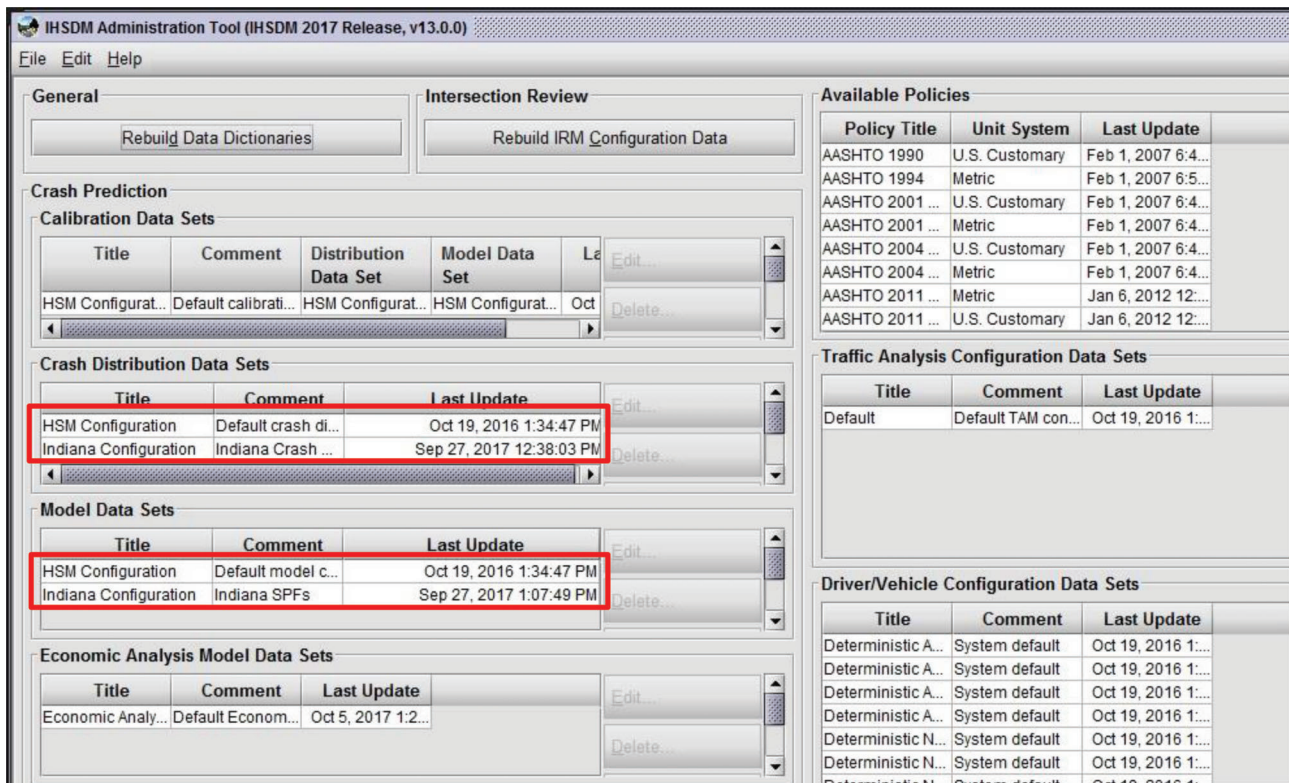 IHSDM Administration Tool (IHSDM 2017 Release, v13.0.0)
File Edit Help
General
Rebuild Data Dictionaries
Intersection Review
Rebuild IRM Configuration Data
Crash Prediction
Calibration Data Sets
Title Comment Distribution Data Set Model Data Set La
HSM Configurat... Default calibrati... HSM Configurat... HSM Configurat... Oct
Edit...
Delete...
Crash Distribution Data Sets
Title Comment Last Update
HSM Configuration Default crash di... Oct 19, 2016 1:34:47 PM
Indiana Configuration Indiana Crash ... Sep 27, 2017 12:38:03 PM
Edit...
Delete...
Model Data Sets
Title Comment Last Update
HSM Configuration Default model c... Oct 19, 2016 1:34:47 PM
Indiana Configuration Indiana SPFs Sep 27, 2017 1:07:49 PM
Edit...
Delete...
Economic Analysis Model Data Sets
Title Comment Last Update
Economic Analy... Default Econom... Oct 5, 2017 1:2...
Edit...
Delete...
Available Policies
Policy Title Unit System Last Update
AASHTO 1990 U.S. Customary Feb 1, 2007 6:4...
AASHTO 1994 Metric Feb 1, 2007 6:5...
AASHTO 2001 ... U.S. Customary Feb 1, 2007 6:4...
AASHTO 2001 ... Metric Feb 1, 2007 6:4...
AASHTO 2004 ... U.S. Customary Feb 1, 2007 6:4...
AASHTO 2004 ... Metric Feb 1, 2007 6:4...
AASHTO 2011 ... Metric Jan 6, 2012 12:...
AASHTO 2011 ... U.S. Customary Jan 6, 2012 12:...
Traffic Analysis Configuration Data Sets
Title Comment Last Update
Default Default TAM con... Oct 19, 2016 1:...
Driver/Vehicle Configuration Data Sets
Title Comment Last Update
Deterministic A... System default Oct 19, 2016 1:...
Deterministic A... System default Oct 19, 2016 1:...
Deterministic A... System default Oct 19, 2016 1:...
Deterministic A... System default Oct 19, 2016 1:...
Deterministic N... System default Oct 19, 2016 1:...
Deterministic N... System default Oct 19, 2016 1:...